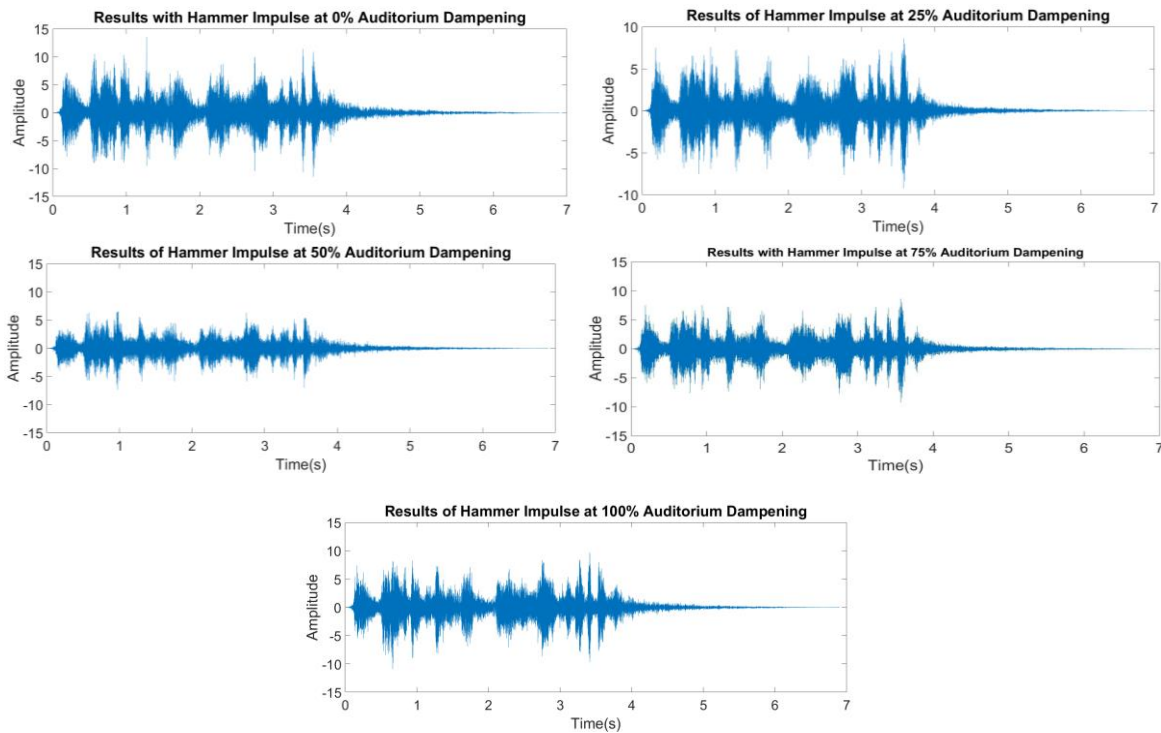 Results with Hammer Impulse at 0% Auditorium Dampening
15
10
5
0
-5
-10
-15
Amplitude
0 1 2 3 4 5 6 7
Time(s)
Results of Hammer Impulse at 25% Auditorium Dampening
10
5
0
-5
-10
Amplitude
0 1 2 3 4 5 6 7
Time(s)
Results of Hammer Impulse at 50% Auditorium Dampening
15
10
5
0
-5
-10
-15
Amplitude
0 1 2 3 4 5 6 7
Time(s)
Results with Hammer Impulse at 75% Auditorium Dampening
15
10
5
0
-5
-10
-15
Amplitude
0 1 2 3 4 5 6 7
Time(s)
Results of Hammer Impulse at 100% Auditorium Dampening
15
10
5
0
-5
-10
-15
Amplitude
0 1 2 3 4 5 6 7
Time(s)